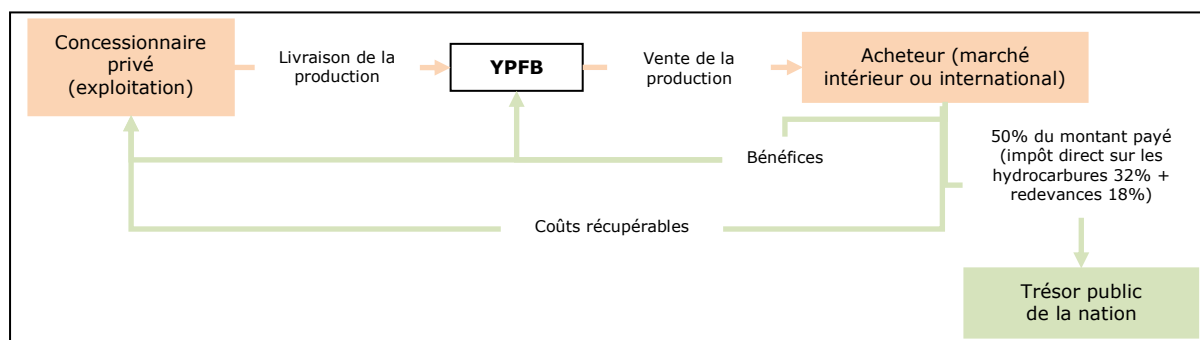 Concessionnaire
privé
(exploitation)
Livraison de la
production
YPFB
Vente de la
production
Acheteur (marché
intérieur ou international)
Bénéfices
50% du montant payé
(impôt direct sur les
hydrocarbures 32% +
redevances 18%)
Coûts récupérables
Trésor public
de la nation